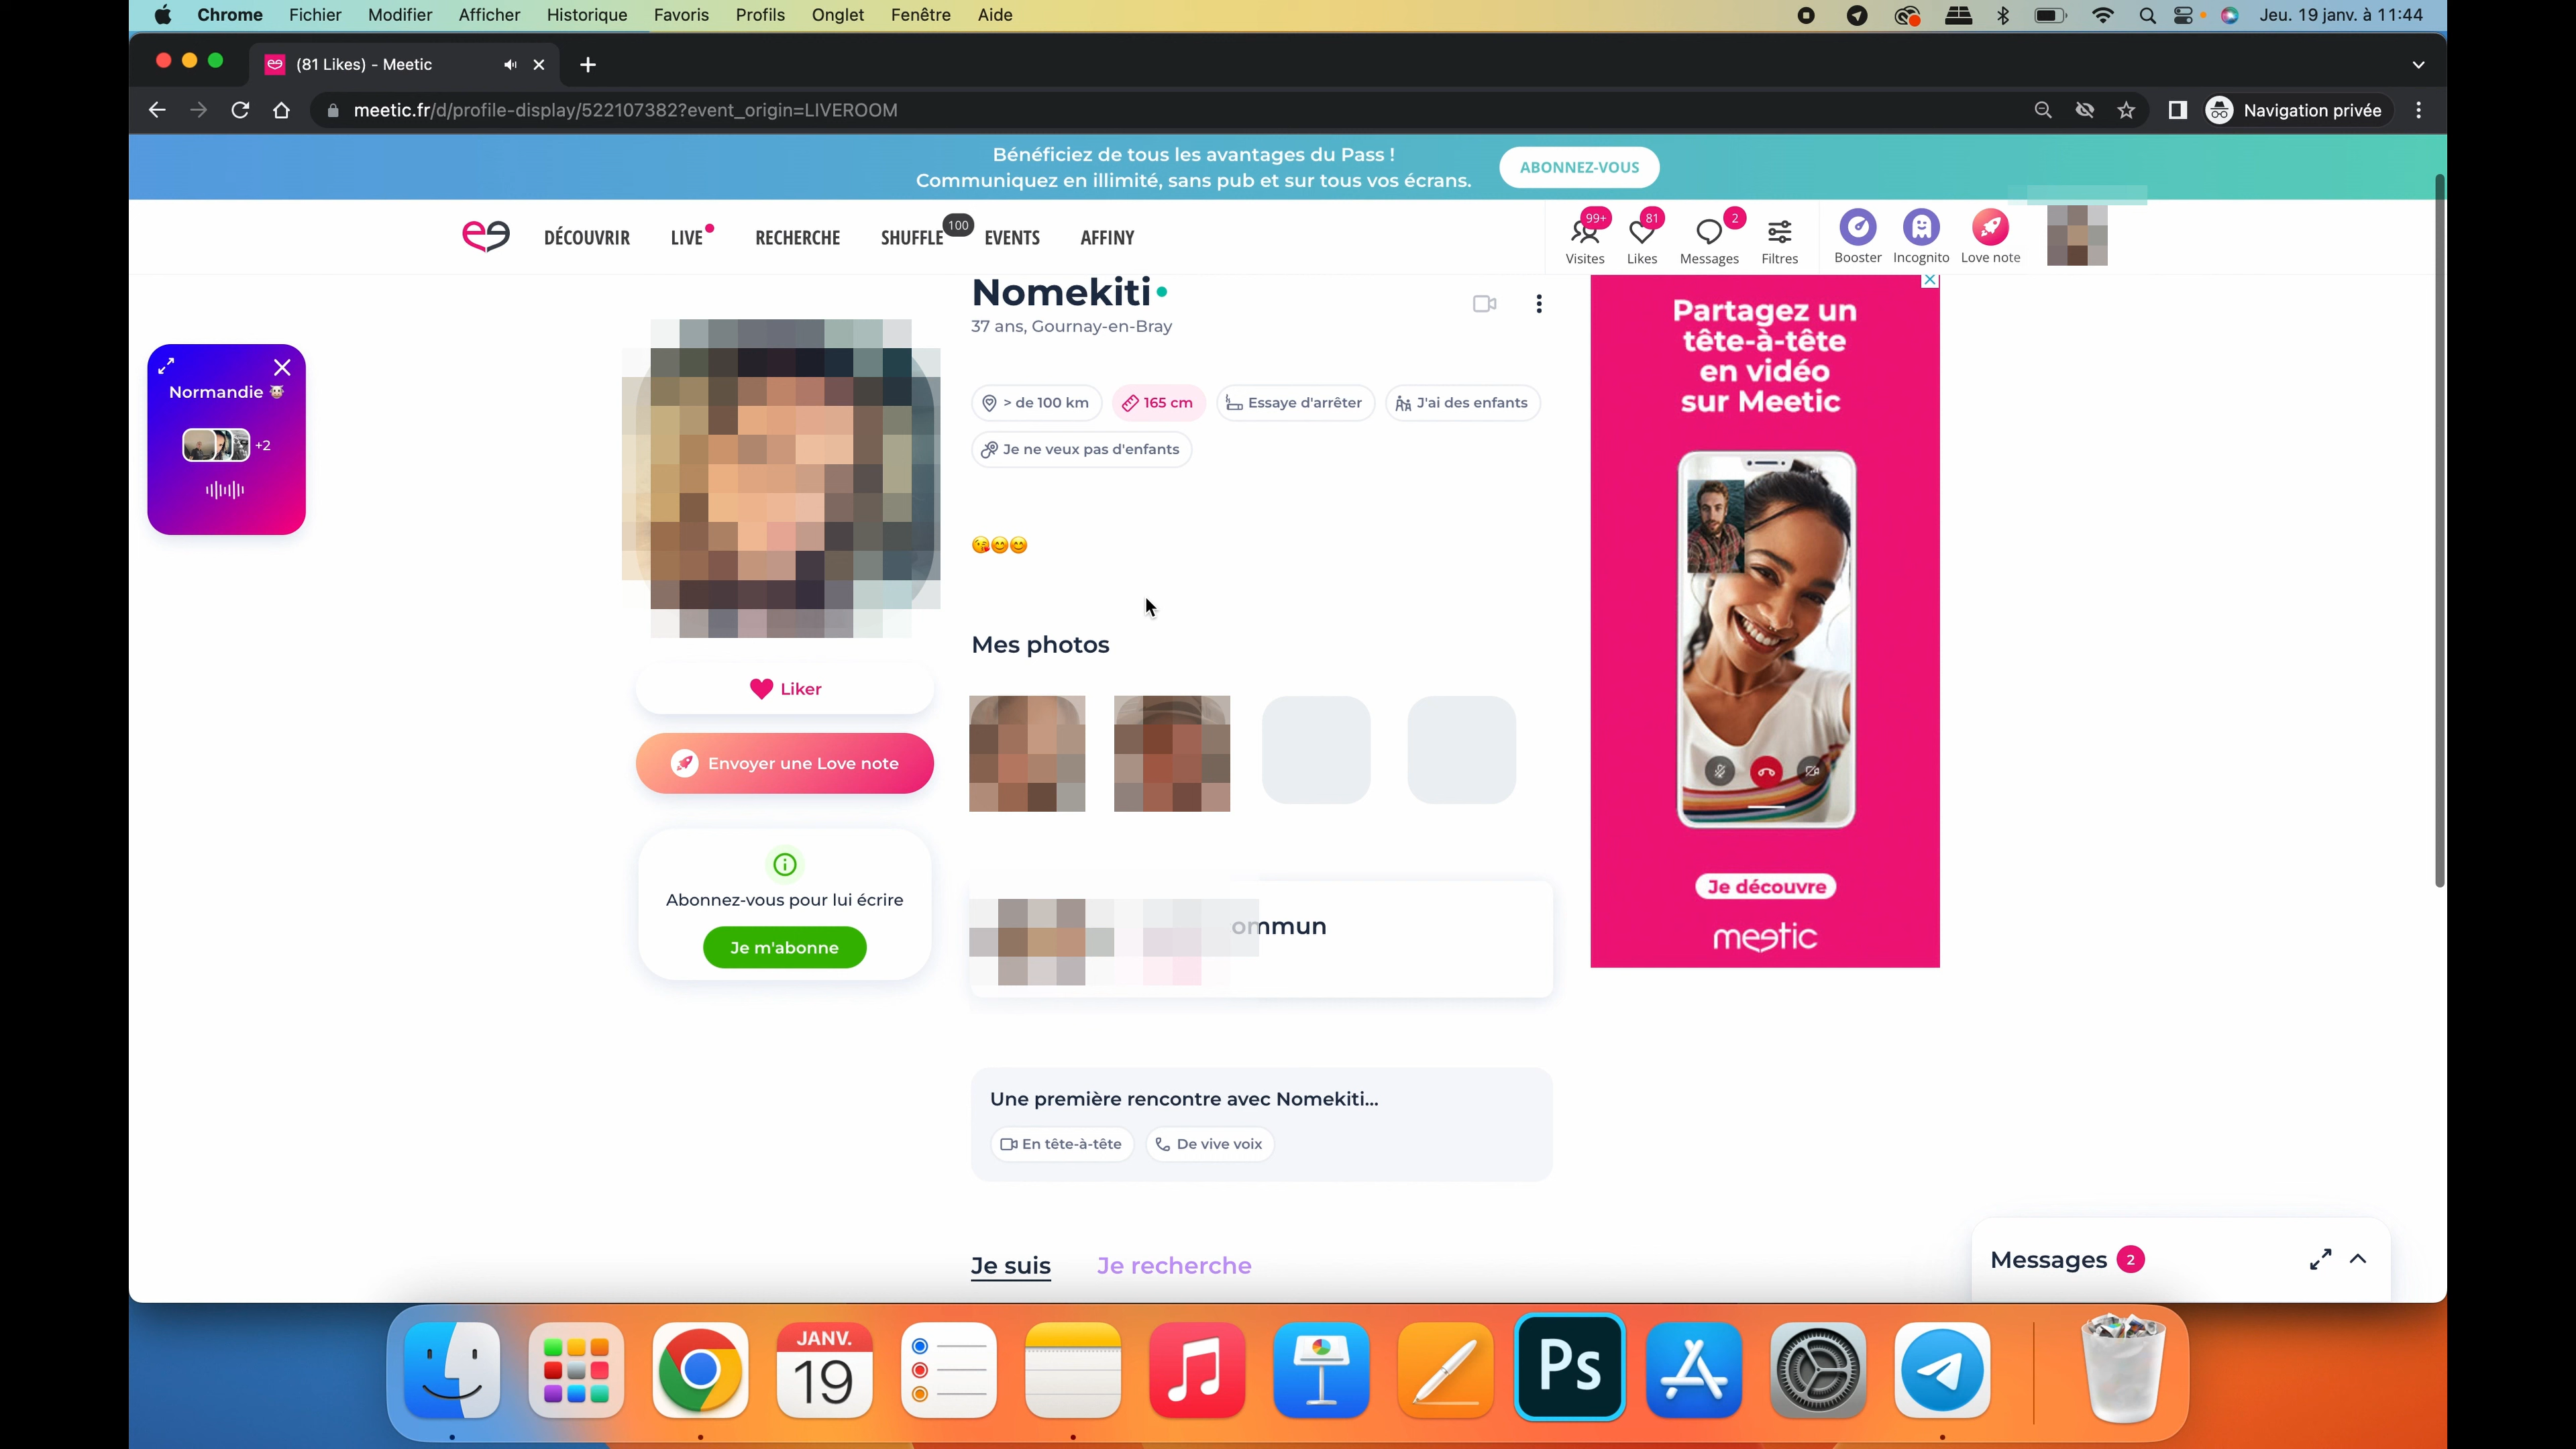 Chrome Fichier Modifier Afficher Historique Favoris Profils Onglet Fenêtre Aide
Jeu. 19 janv. à 11:44
(81 Likes) - Meetic
meetic.fr/d/profile-display/522107382?event_origin=LIVEROOM
Navigation privée
Bénéficiez de tous les avantages du Pass !
Communiquez en illimité, sans pub et sur tous vos écrans.
ABONNEZ-VOUS
DÉCOUVRIR LIVE RECHERCHE SHUFFLE 100 EVENTS AFFINY
99+ 81 2
Visites Likes Messages Filtres Booster Incognito Love note
Normandie
+2
Nomekiti
37 ans, Gournay-en-Bray
> de 100 km 165 cm Essaye d'arrêter J'ai des enfants
Je ne veux pas d'enfants
😘😊😊
Mes photos
Liker
Envoyer une Love note
Abonnez-vous pour lui écrire
Je m'abonne
ommun
Une première rencontre avec Nomekiti...
En tête-à-tête De vive voix
Je suis Je recherche
Partagez un
tête-à-tête
en vidéo
sur Meetic
Je découvre
meetic
Messages 2
JANV.
19
Ps